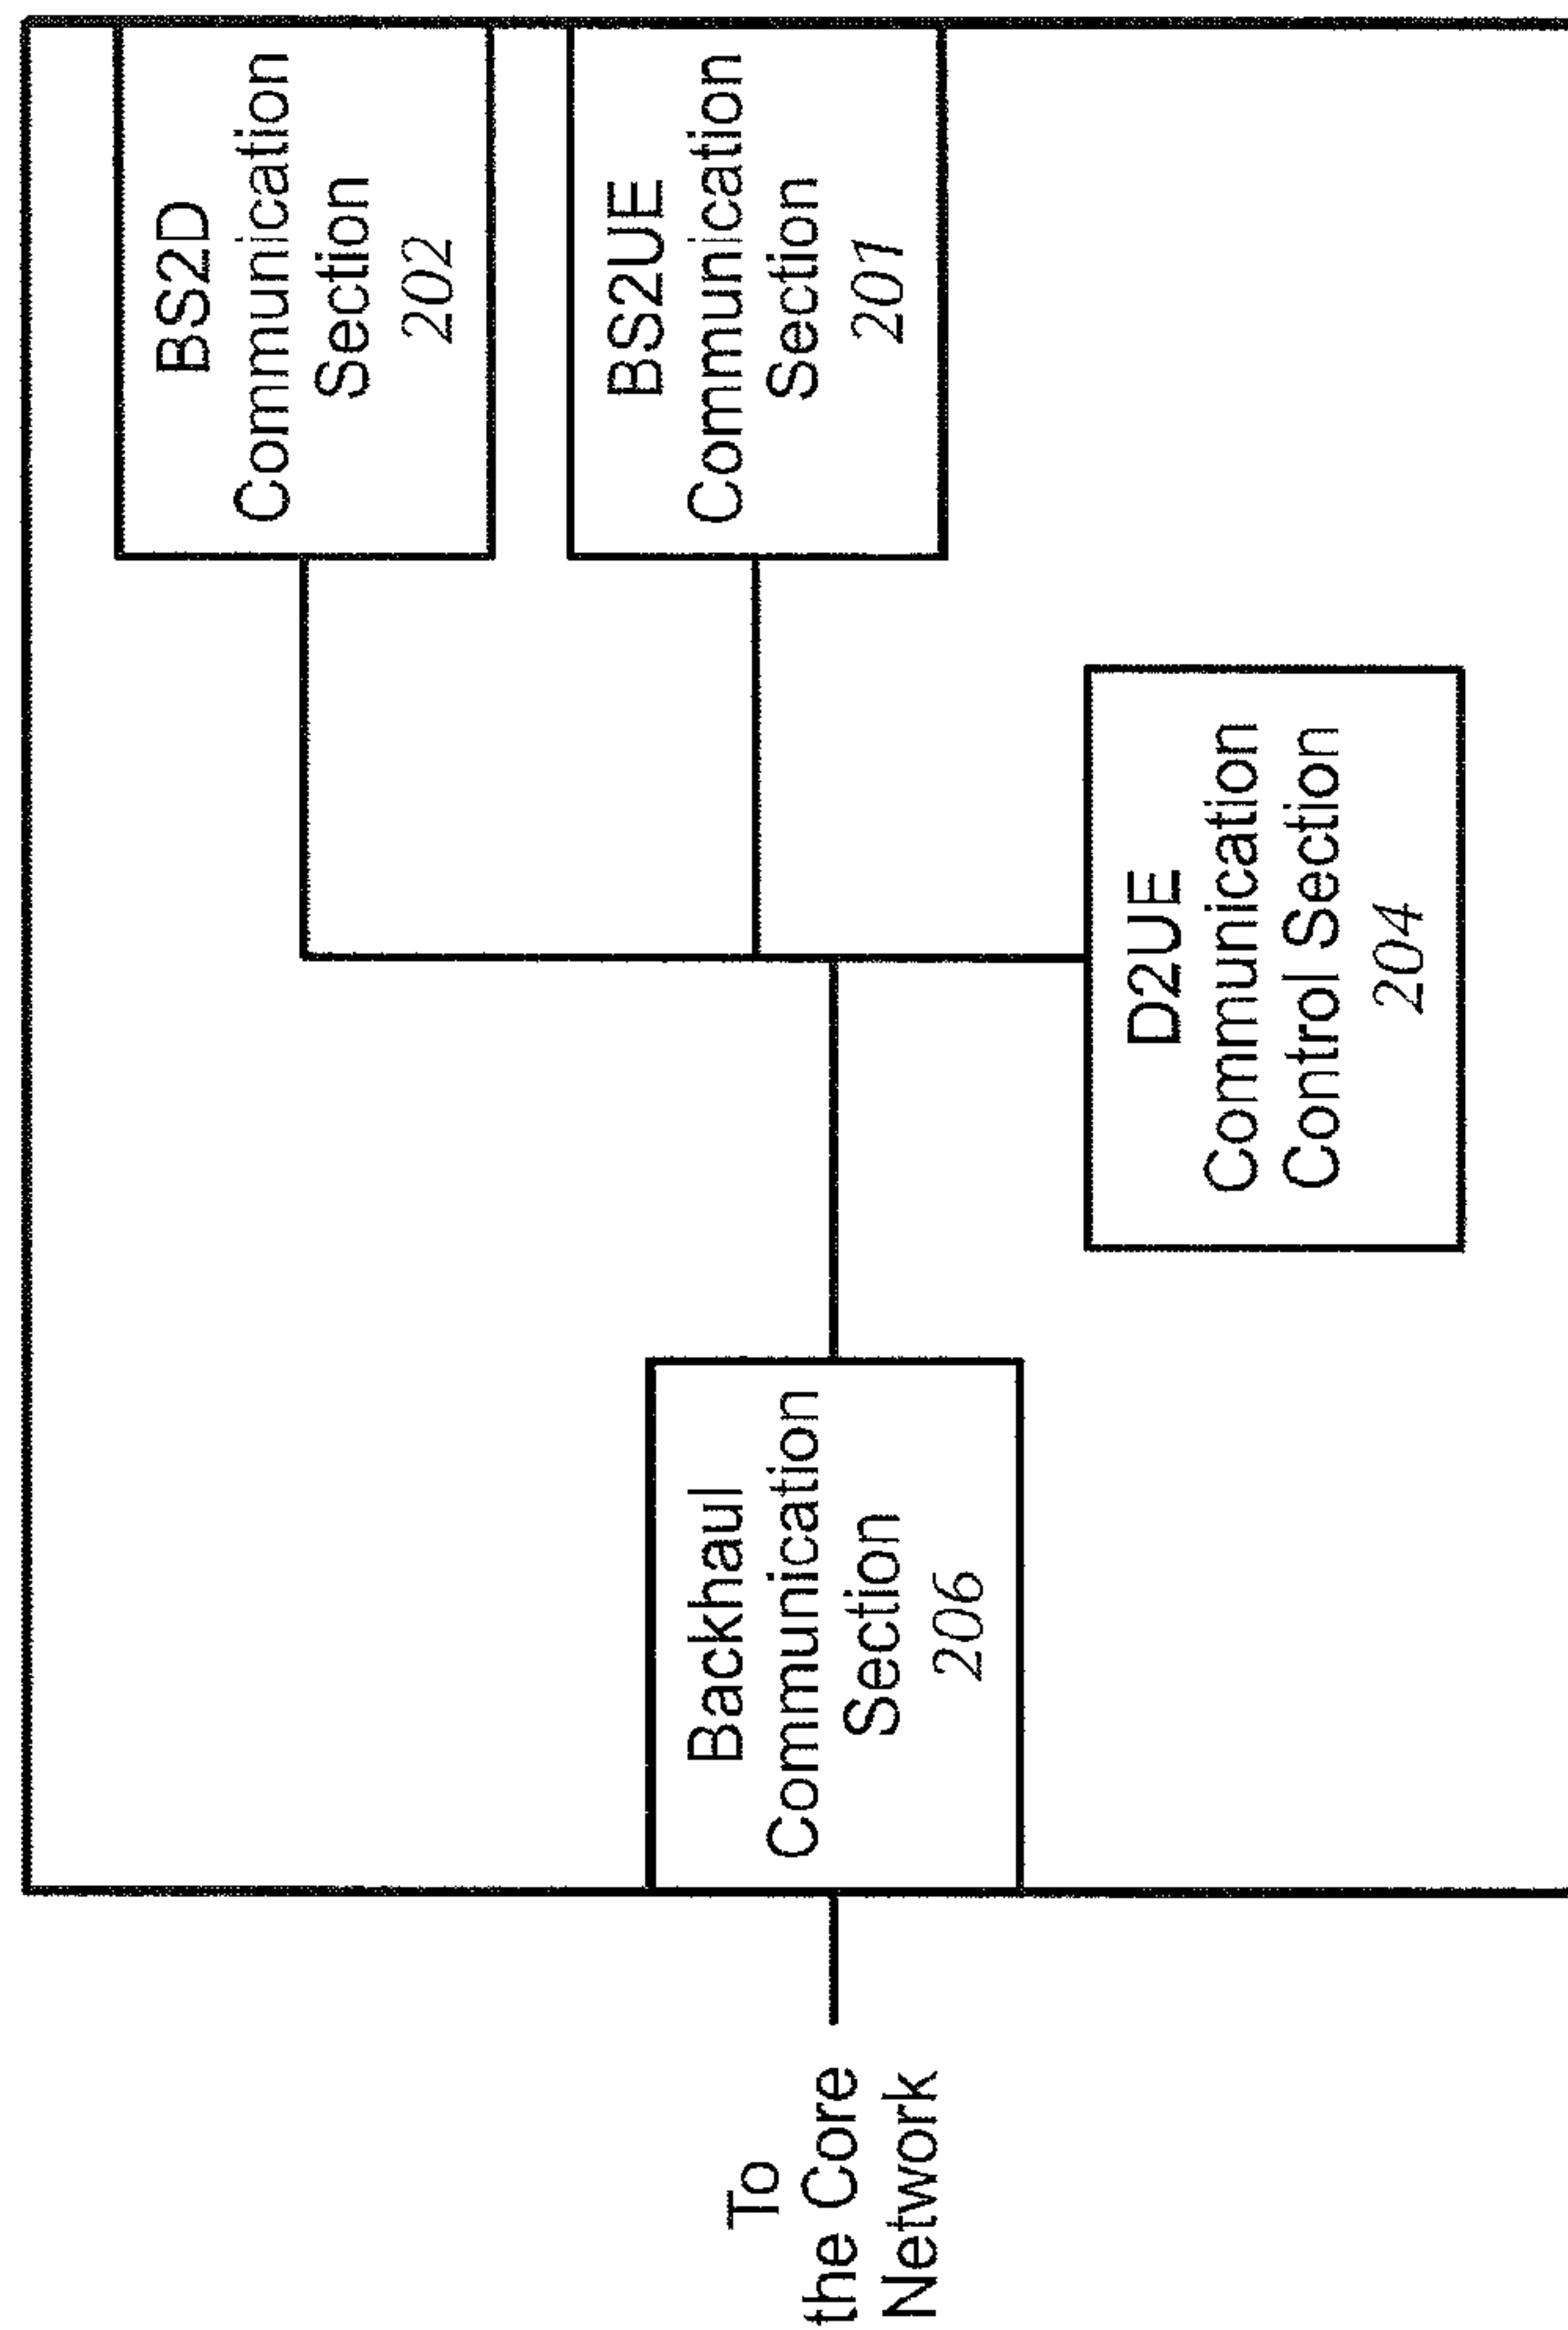 BS2D
Communication
Section
202
BS2UE
Communication
Section
201
D2UE
Communication
Control Section
204
Backhaul
Communication
Section
206
To
the Core
Network